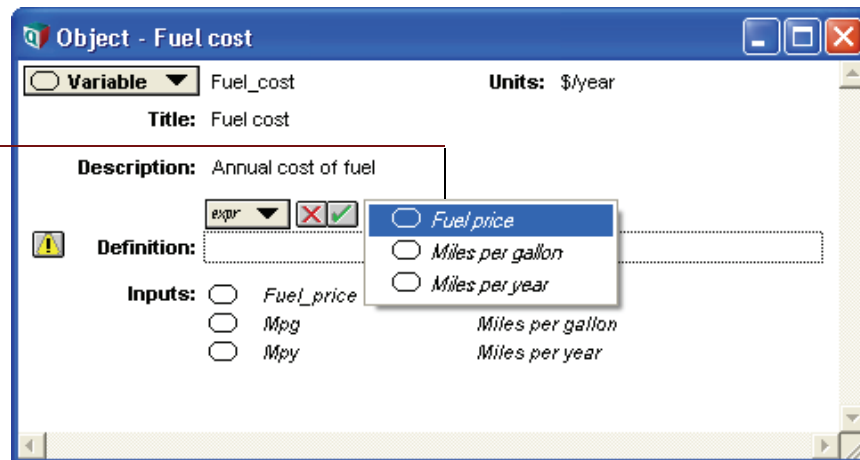 Object - Fuel cost
Variable Fuel_cost Units: $/year
Title: Fuel cost
Description: Annual cost of fuel
expr
Fuel price
Miles per gallon
Miles per year
Definition:
Inputs: Fuel_price
Mpg Miles per gallon
Mpy Miles per year